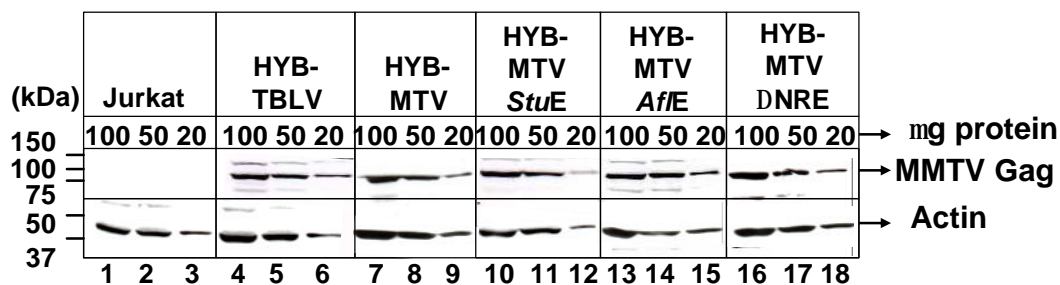 HYB-
HYB-
HYB-
HYB-
HYB-
MTV
MTV
MTV
(kDa)
Jurkat
TBLV
MTV
StuE
AflE
DNRE
150
100 50 20
100 50 20
100 50 20
100 50 20
100 50 20
100 50 20
mg protein
100
75
MMTV Gag
50
Actin
37
1 2 3 4 5 6 7 8 9 10 11 12 13 14 15 16 17 18